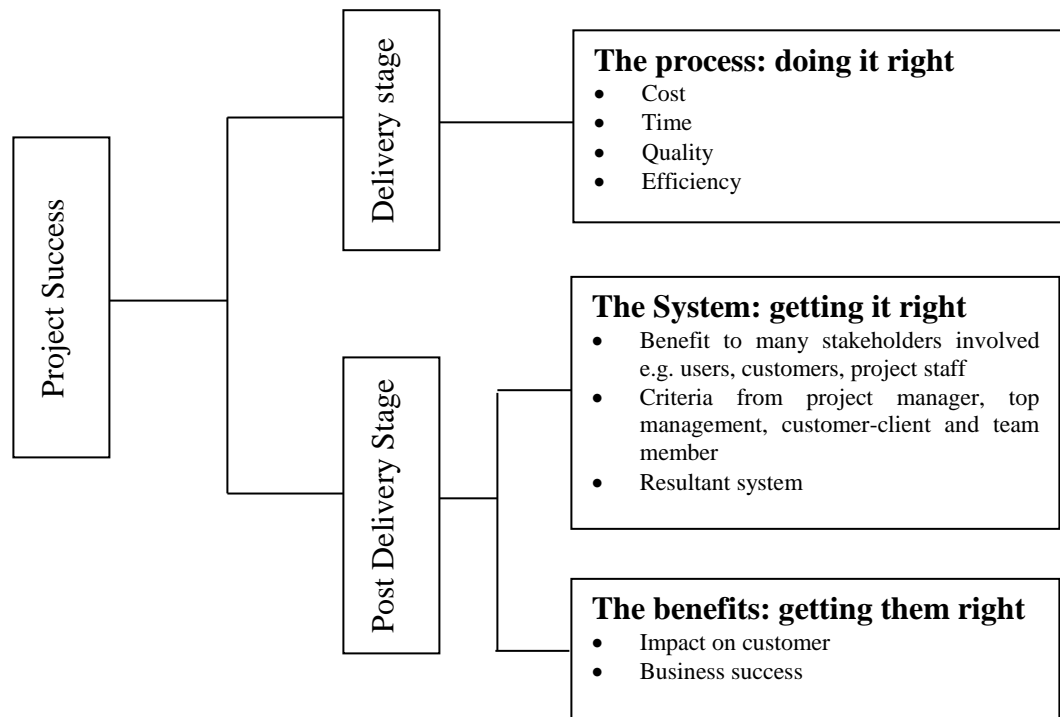 Project Success
Delivery stage
The process: doing it right
• Cost
• Time
• Quality
• Efficiency
Post Delivery Stage
The System: getting it right
• Benefit to many stakeholders involved
e.g. users, customers, project staff
• Criteria from project manager, top
management, customer-client and team
member
• Resultant system
The benefits: getting them right
• Impact on customer
• Business success